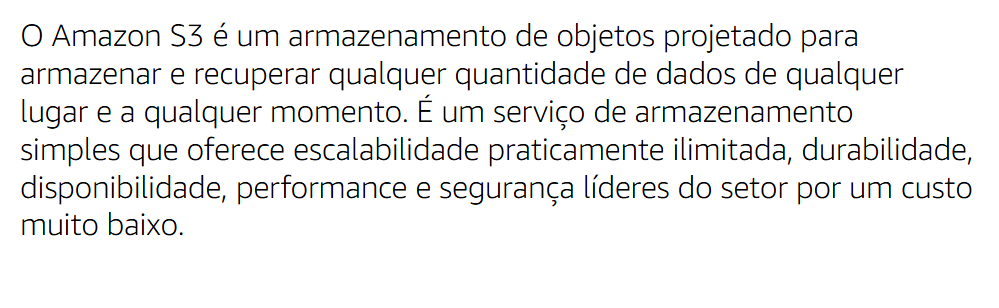 O Amazon S3 é um armazenamento de objetos projetado para
armazenar e recuperar qualquer quantidade de dados de qualquer
lugar e a qualquer momento. É um serviço de armazenamento
simples que oferece escalabilidade praticamente ilimitada, durabilidade,
disponibilidade, performance e segurança líderes do setor por um custo
muito baixo.